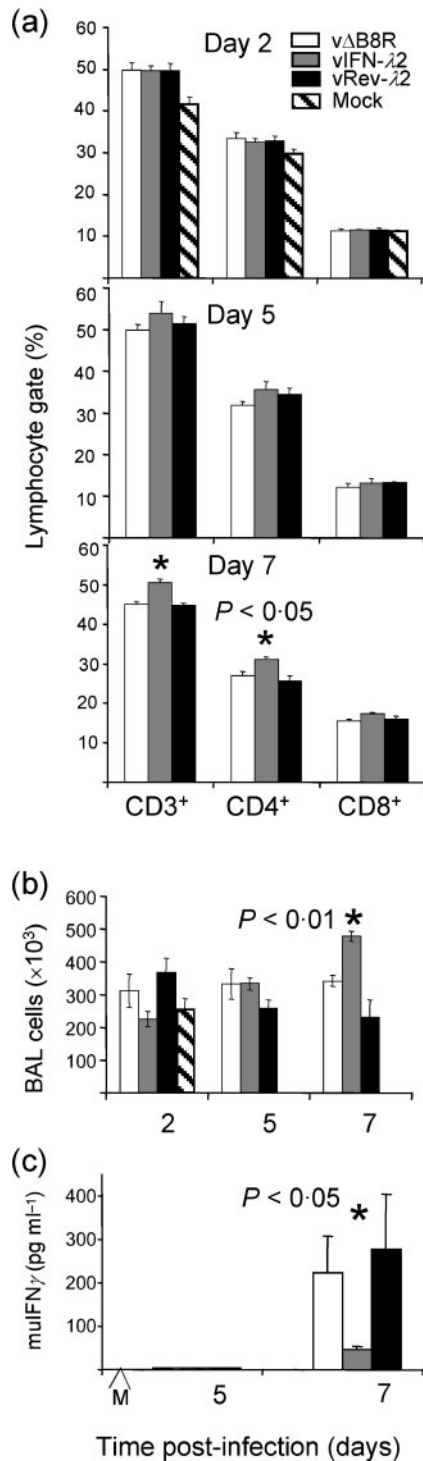 (a)
Day 2
vΔB8R
vIFN-λ2
vRev-λ2
Mock
60
50
40
30
20
10
Day 5
60
50
40
30
20
10
Lymphocyte gate (%)
Day 7
60
50
40
30
20
10
*
P < 0·05
*
CD3⁺
CD4⁺
CD8⁺
(b)
BAL cells (×10³)
600
500
400
300
200
100
P < 0·01 *
2
5
7
(c)
muIFNγ (pg ml⁻¹)
400
300
200
100
P < 0·05 *
M
5
7
Time post-infection (days)